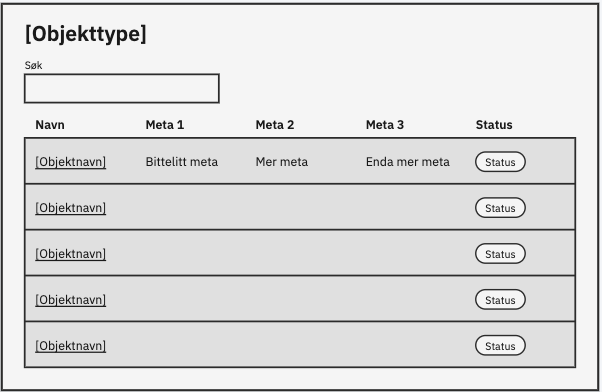 [Objekttype]
Søk
Navn Meta 1 Meta 2 Meta 3 Status
[Objektnavn] Bittelitt meta Mer meta Enda mer meta Status
[Objektnavn] Status
[Objektnavn] Status
[Objektnavn] Status
[Objektnavn] Status